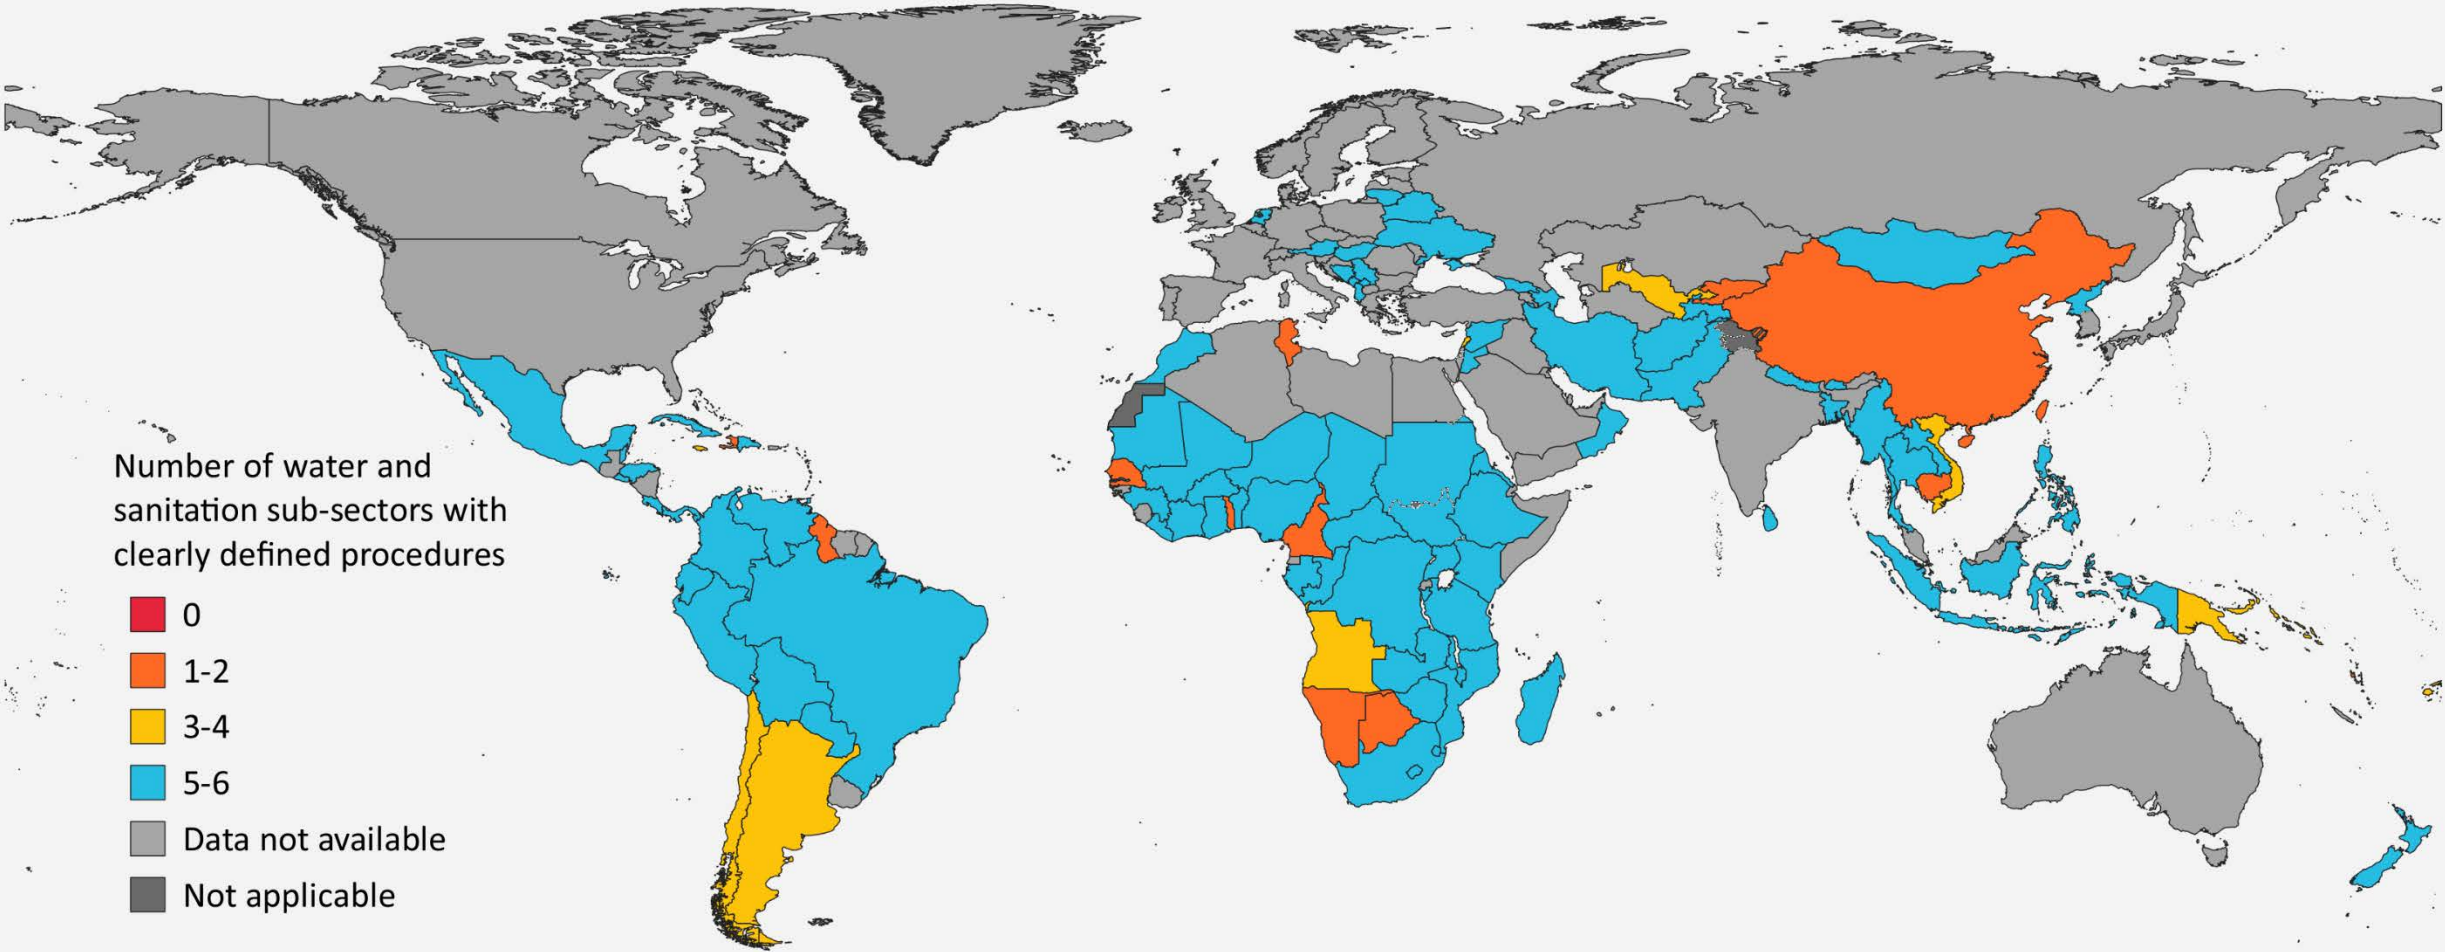 Number of water and
sanitation sub-sectors with
clearly defined procedures
0
1-2
3-4
5-6
Data not available
Not applicable